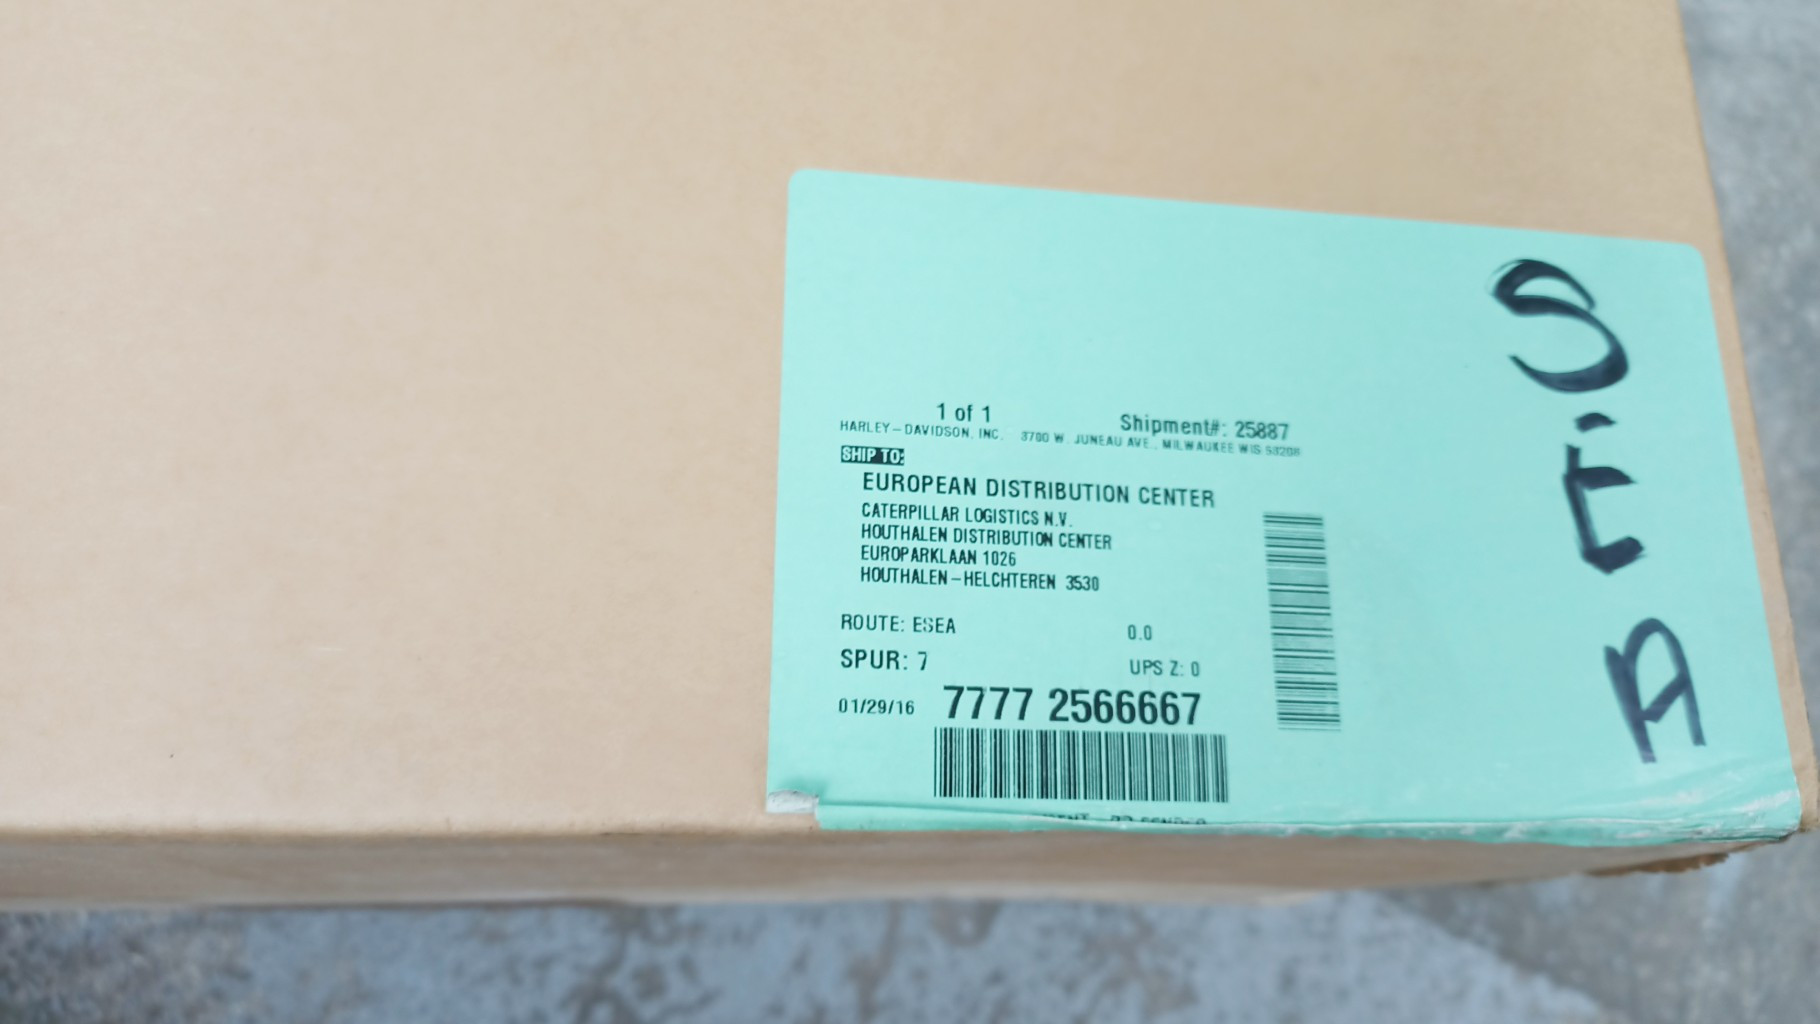 1 of 1 Shipment#: 25887
HARLEY-DAVIDSON, INC. 3700 W. JUNEAU AVE., MILWAUKEE WIS 53208
SHIP TO:
EUROPEAN DISTRIBUTION CENTER
CATERPILLAR LOGISTICS N.V.
HOUTHALEN DISTRIBUTION CENTER
EUROPARKLAAN 1026
HOUTHALEN-HELCHTEREN 3530
ROUTE: ESEA 0.0
SPUR: 7 UPS Z: 0
01/29/16 7777 2566667
SEA